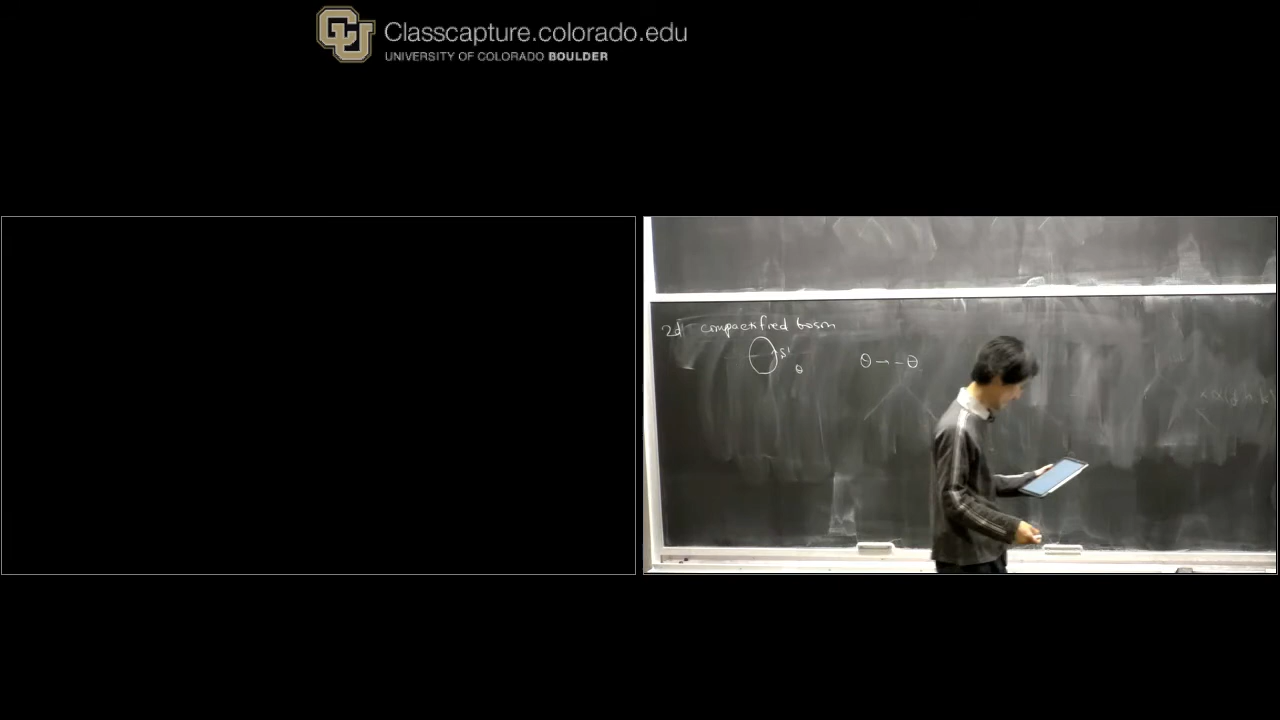 Classcapture.colorado.edu
UNIVERSITY OF COLORADO BOULDER
2d compactified boson
S¹
θ
θ → -θ